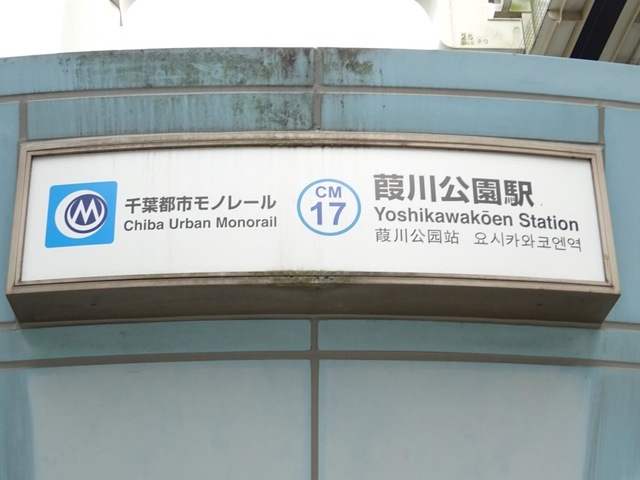 千葉都市モノレール
Chiba Urban Monorail
CM
17
葭川公園駅
Yoshikawakōen Station
葭川公园站 요시카와코엔역